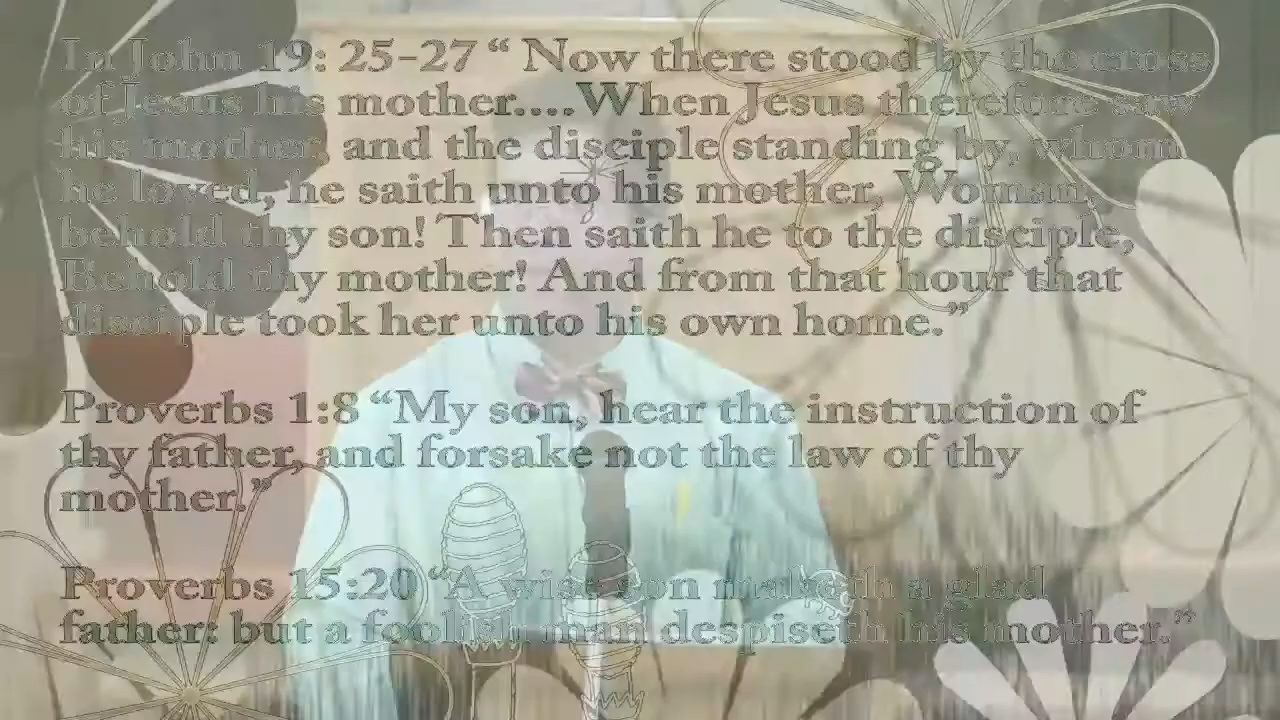 In John 19: 25-27 “ Now there stood by the cross
of Jesus his mother....When Jesus therefore saw
his mother, and the disciple standing by, whom
he loved, he saith unto his mother, Woman,
behold thy son! Then saith he to the disciple,
Behold thy mother! And from that hour that
disciple took her unto his own home.”
Proverbs 1:8 “My son, hear the instruction of
thy father, and forsake not the law of thy
mother.”
Proverbs 15:20 “A wise son maketh a glad
father: but a foolish man despiseth his mother.”